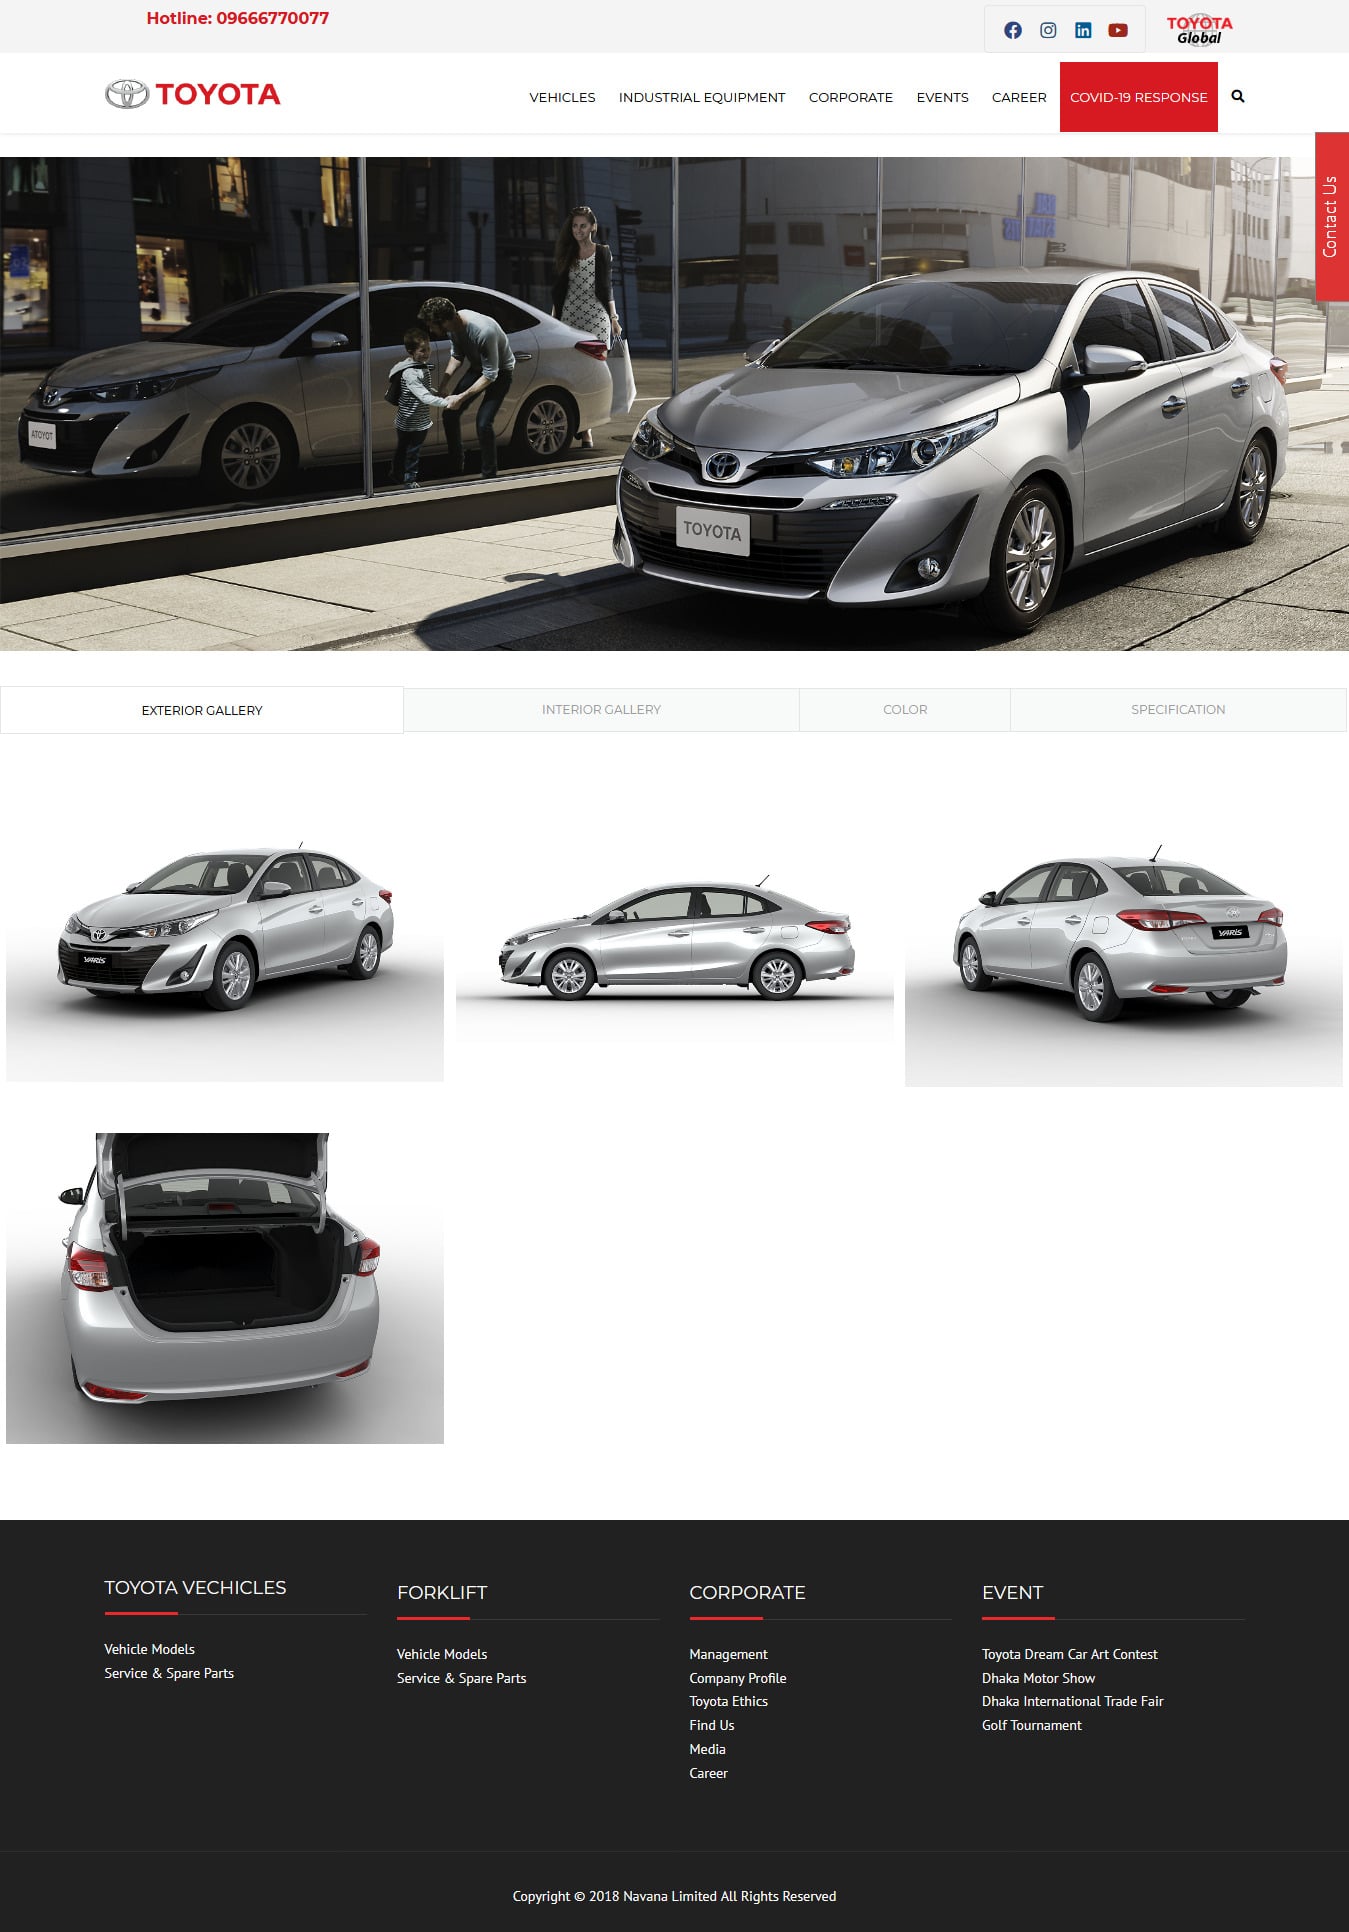 Hotline: 09666770077
TOYOTA
Global
TOYOTA
VEHICLES
INDUSTRIAL EQUIPMENT
CORPORATE
EVENTS
CAREER
COVID-19 RESPONSE
Contact Us
ATOYOT
TOYOTA
EXTERIOR GALLERY
INTERIOR GALLERY
COLOR
SPECIFICATION
YARIS
YARIS
TOYOTA VECHICLES
Vehicle Models
Service & Spare Parts
FORKLIFT
Vehicle Models
Service & Spare Parts
CORPORATE
Management
Company Profile
Toyota Ethics
Find Us
Media
Career
EVENT
Toyota Dream Car Art Contest
Dhaka Motor Show
Dhaka International Trade Fair
Golf Tournament
Copyright © 2018 Navana Limited All Rights Reserved